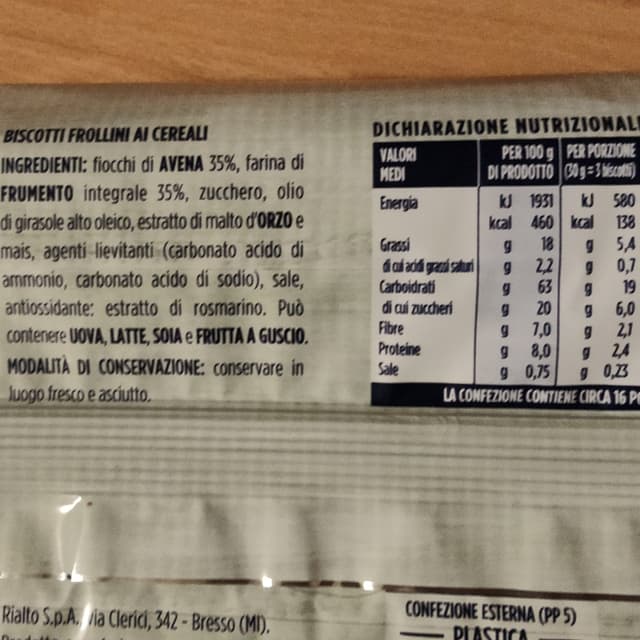 BISCOTTI FROLLINI AI CEREALI
INGREDIENTI: fiocchi di AVENA 35%, farina di
FRUMENTO integrale 35%, zucchero, olio
di girasole alto oleico, estratto di malto d'ORZO e
mais, agenti lievitanti (carbonato acido di
ammonio, carbonato acido di sodio), sale,
antiossidante: estratto di rosmarino. Può
contenere UOVA, LATTE, SOIA e FRUTTA A GUSCIO.
MODALITÀ DI CONSERVAZIONE: conservare in
luogo fresco e asciutto.
DICHIARAZIONE NUTRIZIONAL
VALORI PER 100 g PER PORZIONE
MEDI DI PRODOTTO (30 g = 3 biscotti)
Energia kJ 1931 kJ 580
kcal 460 kcal 138
Grassi g 18 g 5,4
di cui acidi grassi saturi g 2,2 g 0,7
Carboidrati g 63 g 19
di cui zuccheri g 20 g 6,0
Fibre g 7,0 g 2,1
Proteine g 8,0 g 2,4
Sale g 0,75 g 0,23
LA CONFEZIONE CONTIENE CIRCA 16 PO
Rialto S.p.A. via Clerici, 342 - Bresso (MI).
CONFEZIONE ESTERNA (PP 5)
PLASTICA